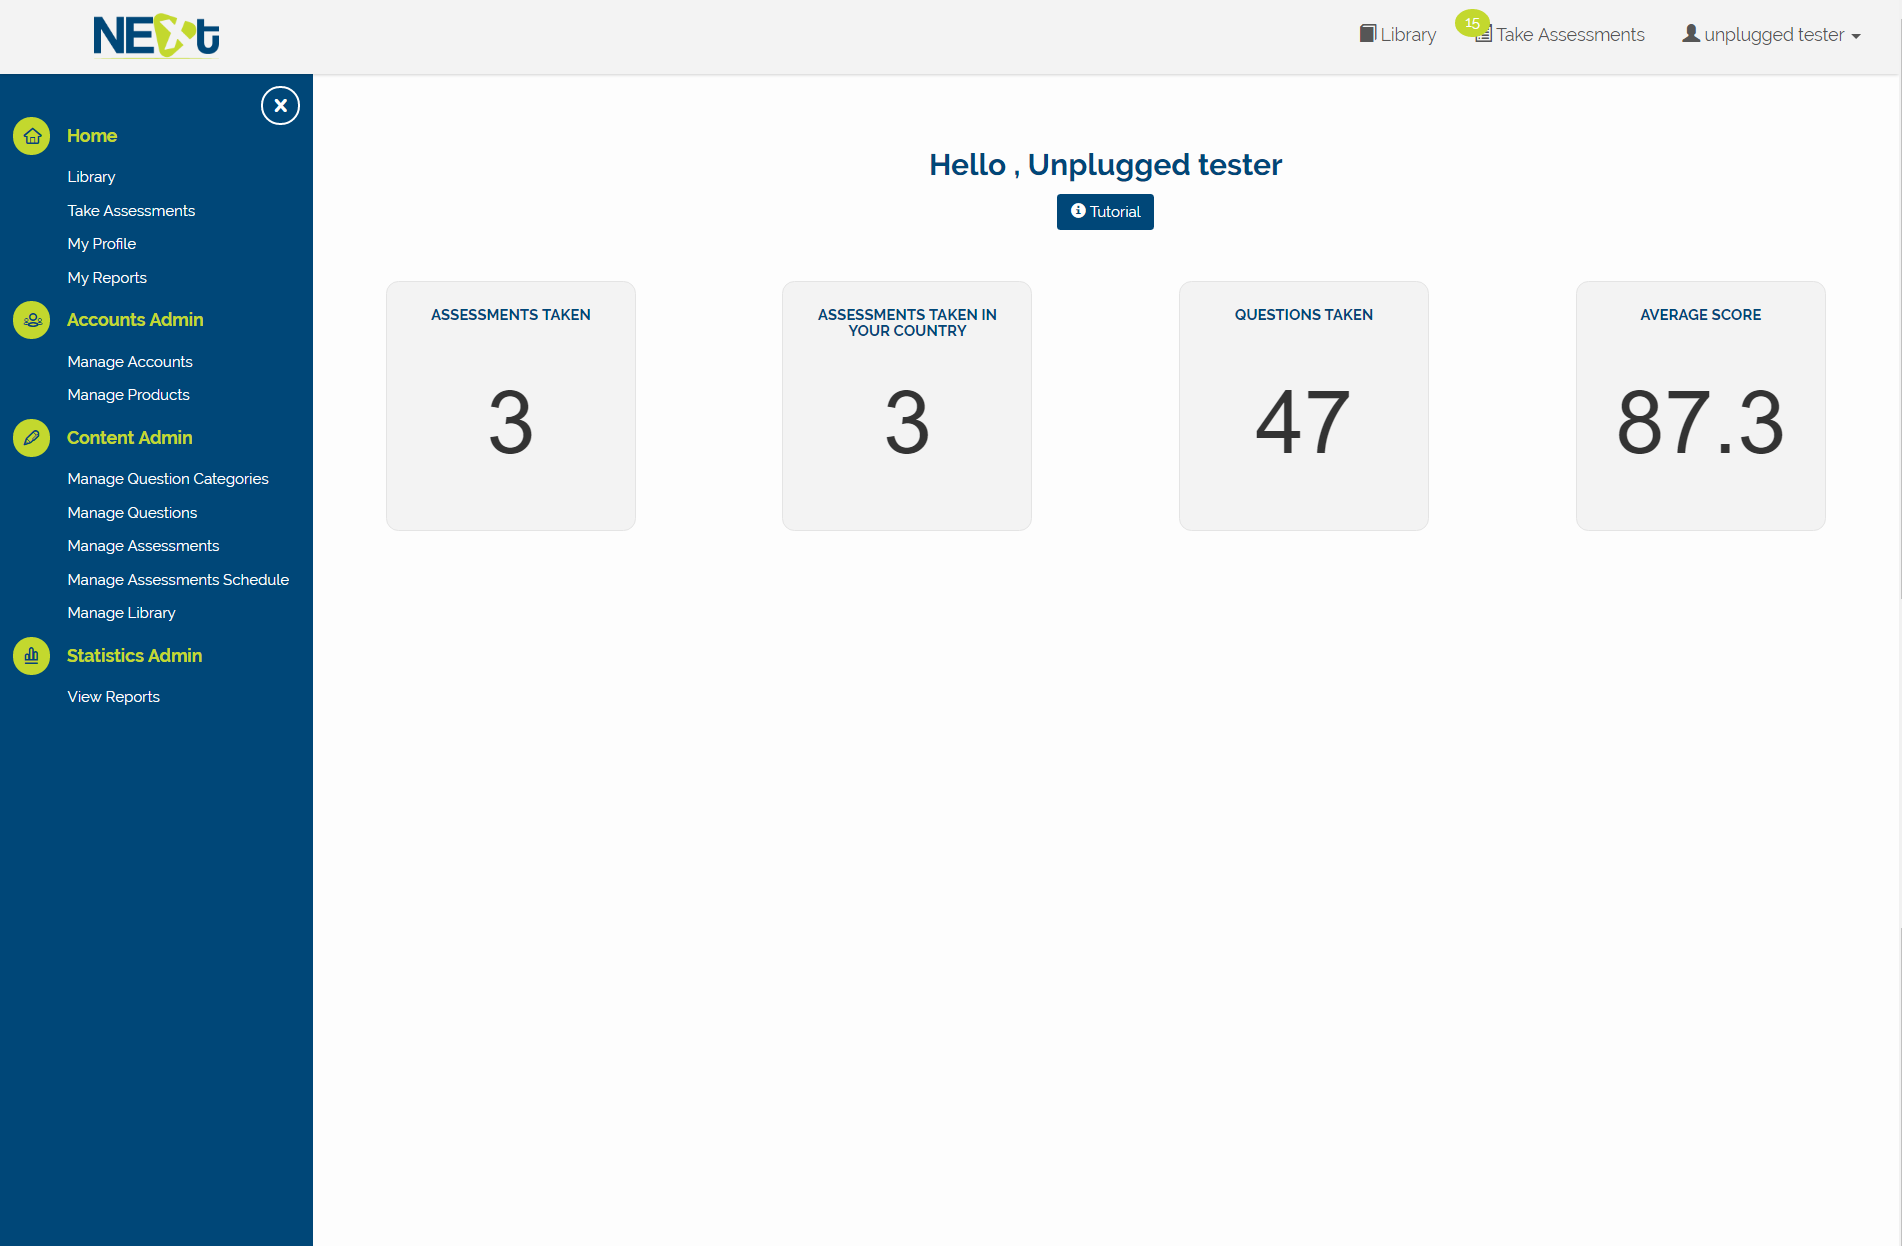 NEXt
Library
15
Take Assessments
unplugged tester
Home
Library
Take Assessments
My Profile
My Reports
Accounts Admin
Manage Accounts
Manage Products
Content Admin
Manage Question Categories
Manage Questions
Manage Assessments
Manage Assessments Schedule
Manage Library
Statistics Admin
View Reports
Hello , Unplugged tester
Tutorial
ASSESSMENTS TAKEN
3
ASSESSMENTS TAKEN IN
YOUR COUNTRY
3
QUESTIONS TAKEN
47
AVERAGE SCORE
87.3